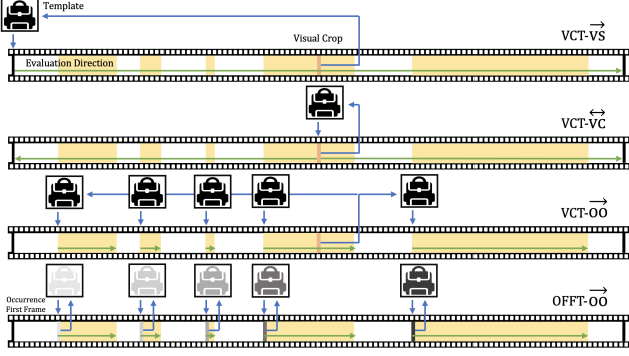 Template
Visual Crop
VCT-VS
Evaluation Direction
VCT-VC
VCT-OO
Occurrence
First Frame
OFFT-OO